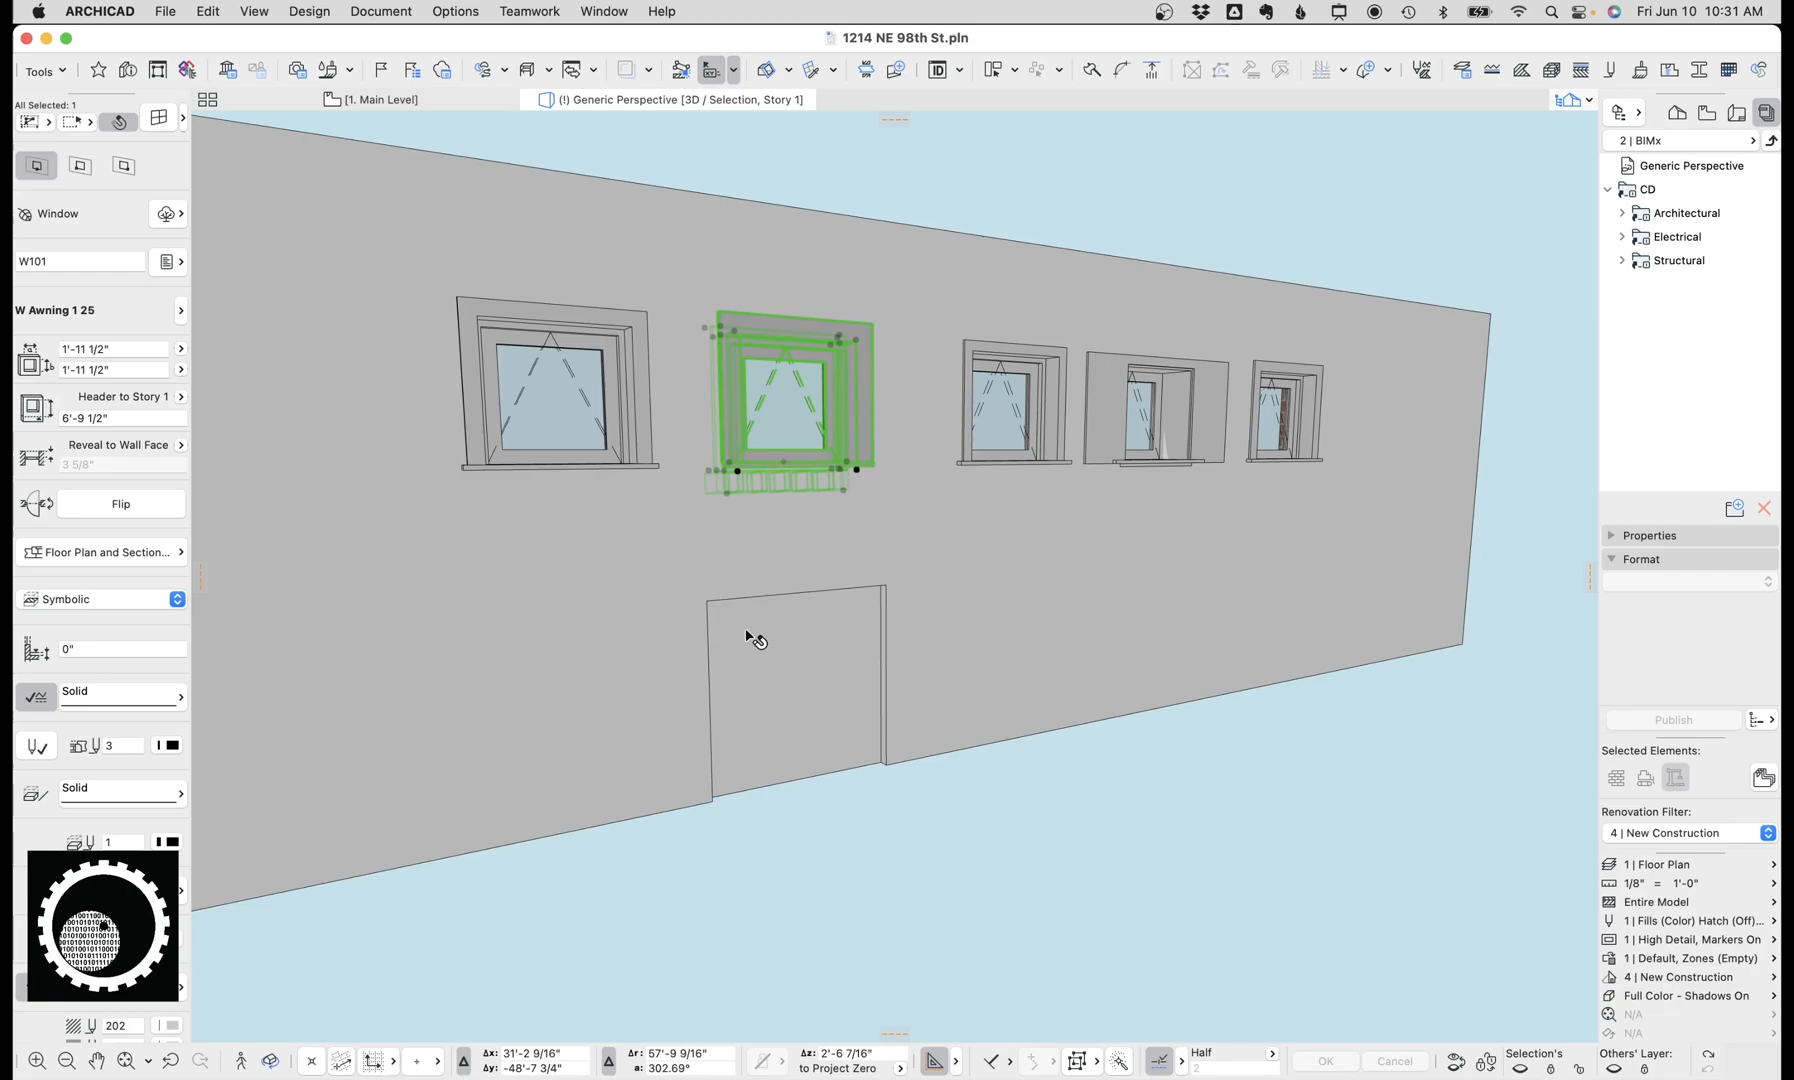 ARCHICAD File Edit View Design Document Options Teamwork Window Help Fri Jun 10 10:31 AM
1214 NE 98th St.pln
Tools
All Selected: 1
[1. Main Level]
(!) Generic Perspective [3D / Selection, Story 1]
2 | BIMx
Generic Perspective
CD
Architectural
Electrical
Structural
Window
W101
W Awning 1 25
1'-11 1/2"
1'-11 1/2"
Header to Story 1
6'-9 1/2"
Reveal to Wall Face
3 5/8"
Flip
Floor Plan and Section...
Symbolic
0"
Solid
3
Solid
1
202
Properties
Format
Publish
Selected Elements:
Renovation Filter:
4 | New Construction
1 | Floor Plan
1/8" = 1'-0"
Entire Model
1 | Fills (Color) Hatch (Off)...
1 | High Detail, Markers On
1 | Default, Zones (Empty)
4 | New Construction
Full Color - Shadows On
N/A
N/A
Δx: 31'-2 9/16"
Δy: -48'-7 3/4"
Δr: 57'-9 9/16"
a: 302.69°
Δz: 2'-6 7/16"
to Project Zero
Half
2
OK
Cancel
Selection's
Others' Layer: